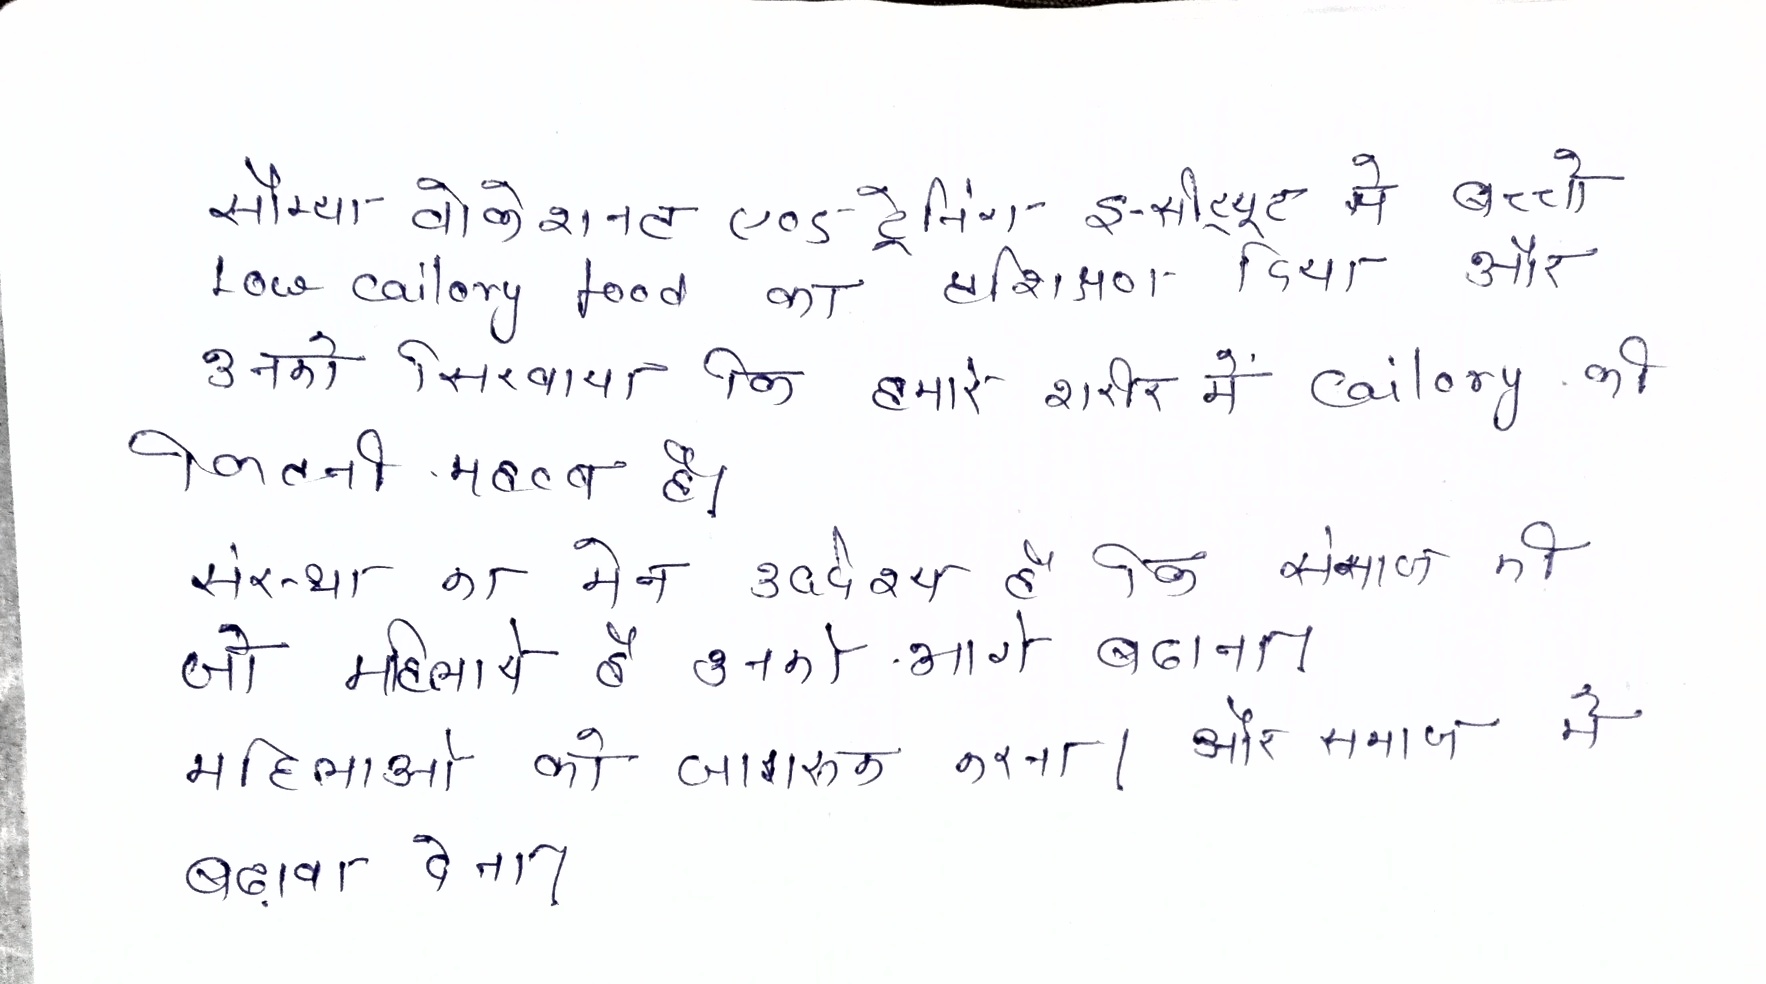 सौम्या वोकेशनल एण्ड ट्रेनिंग इन्सीट्यूट मे बच्चो
Low cailory food का प्रशिक्षण दिया और
उनको सिखाया कि हमारे शरीर में cailory की
कितनी महत्व है।
संस्था का मेन उद्देश्य है कि समाज की
जो महिलाये है उनको आगे बढाना।
महिलाओ को जागरूक करना। और समाज मे
बढ़ावा देना।